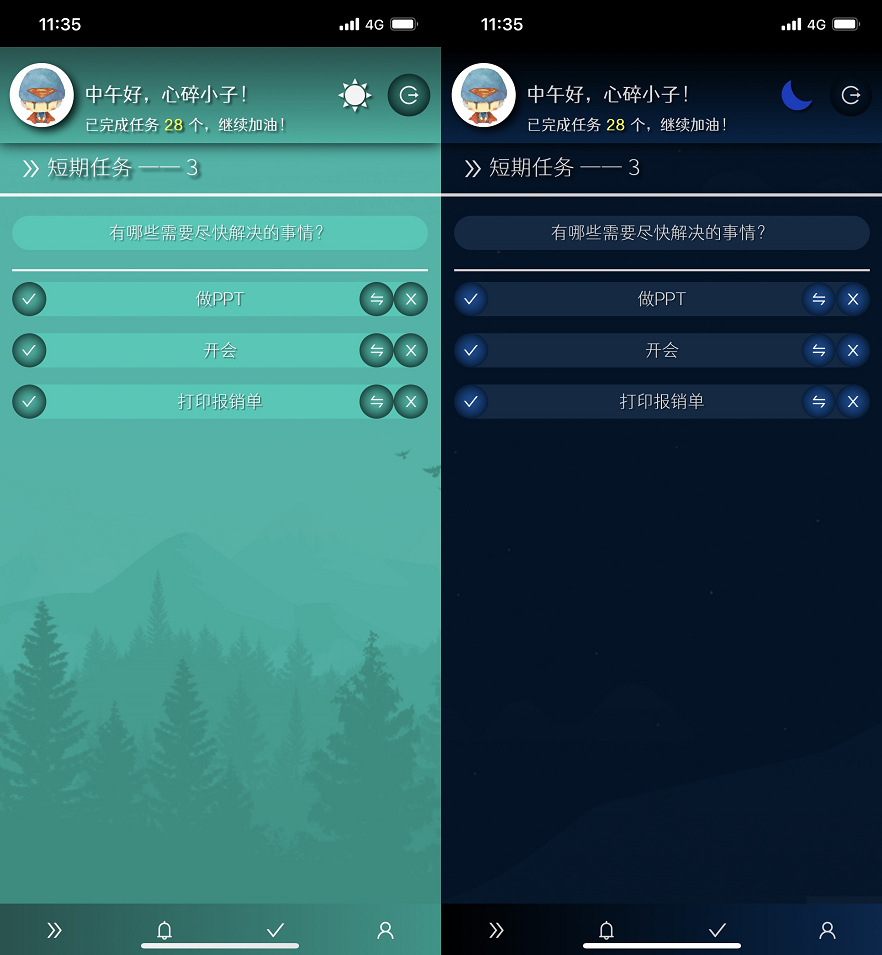 11:35
4G
中午好，心碎小子！
已完成任务 28 个，继续加油！
短期任务 —— 3
有哪些需要尽快解决的事情？
做PPT
开会
打印报销单
11:35
4G
中午好，心碎小子！
已完成任务 28 个，继续加油！
短期任务 —— 3
有哪些需要尽快解决的事情？
做PPT
开会
打印报销单